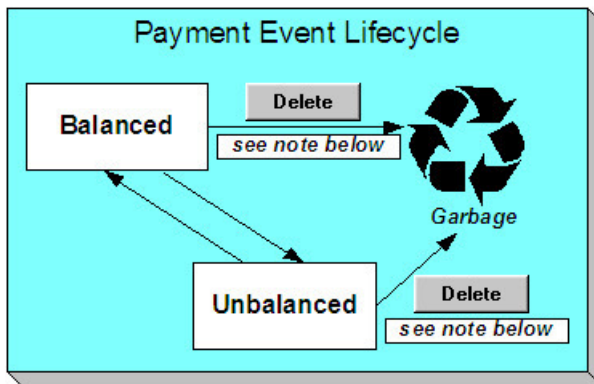 Payment Event Lifecycle
Delete
Balanced
see note below
Garbage
Unbalanced
Delete
see note below